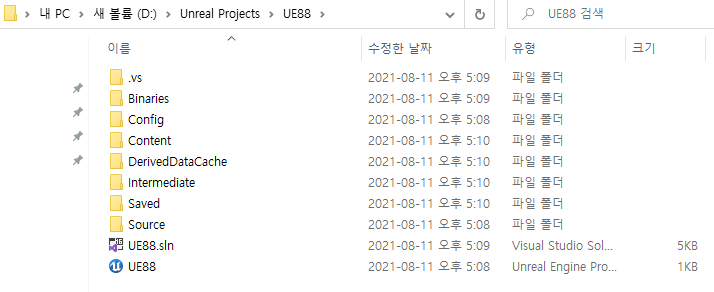 내 PC > 새 볼륨 (D:) > Unreal Projects > UE88 > UE88 검색
이름 수정한 날짜 유형 크기
.vs 2021-08-11 오후 5:09 파일 폴더
Binaries 2021-08-11 오후 5:09 파일 폴더
Config 2021-08-11 오후 5:08 파일 폴더
Content 2021-08-11 오후 5:10 파일 폴더
DerivedDataCache 2021-08-11 오후 5:10 파일 폴더
Intermediate 2021-08-11 오후 5:10 파일 폴더
Saved 2021-08-11 오후 5:10 파일 폴더
Source 2021-08-11 오후 5:08 파일 폴더
UE88.sln 2021-08-11 오후 5:09 Visual Studio Sol... 5KB
UE88 2021-08-11 오후 5:08 Unreal Engine Pro... 1KB